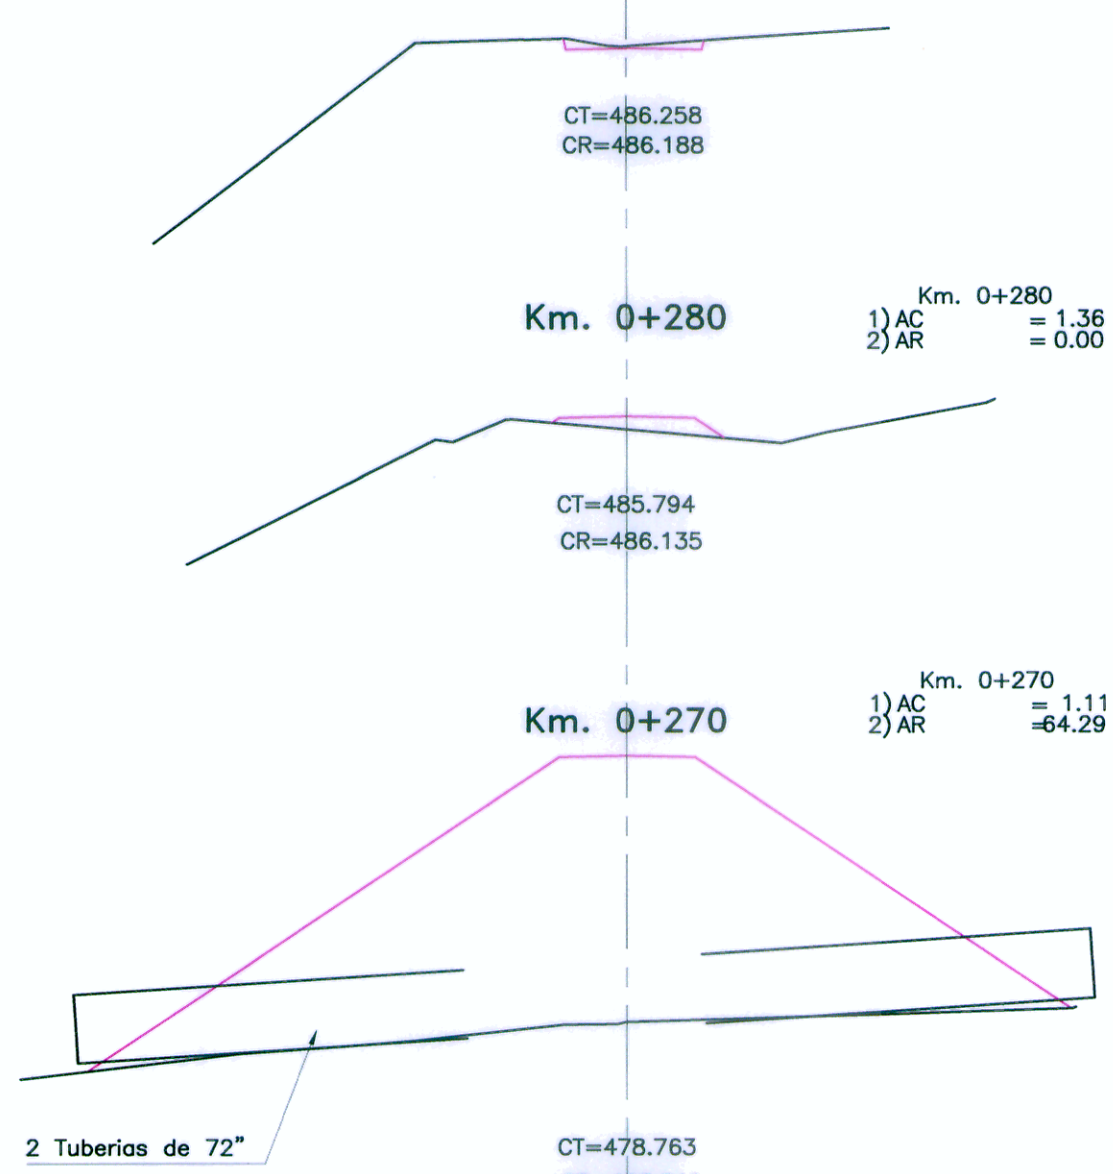 CT=486.258
CR=486.188
Km. 0+280
Km. 0+280
1) AC = 1.36
2) AR = 0.00
CT=485.794
CR=486.135
Km. 0+270
Km. 0+270
1) AC = 1.11
2) AR =64.29
2 Tuberias de 72”
CT=478.763